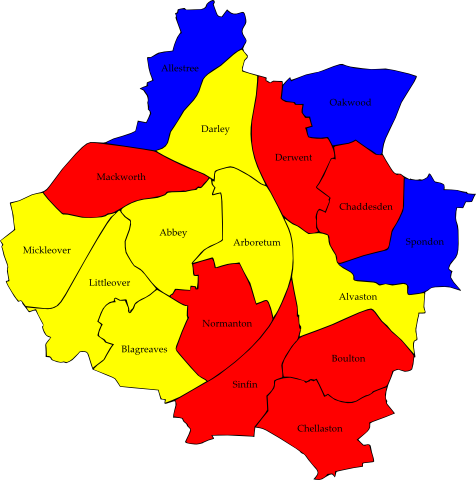 Allestree
Oakwood
Darley
Derwent
Mackworth
Chaddesden
Abbey
Arboretum
Spondon
Mickleover
Littleover
Alvaston
Normanton
Blagreaves
Boulton
Sinfin
Chellaston